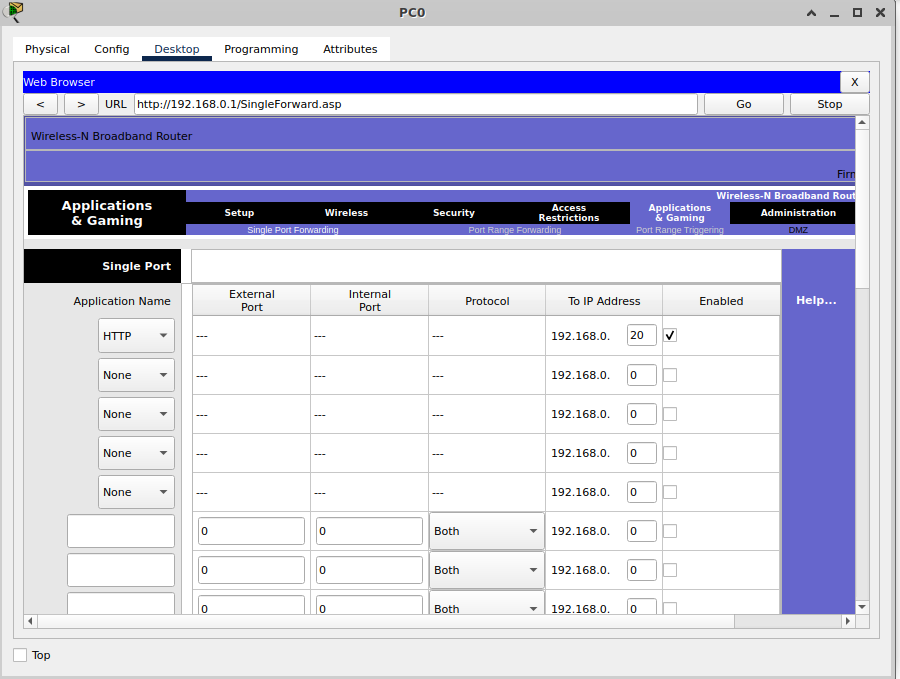 PC0
Physical Config Desktop Programming Attributes
Web Browser X
< > URL http://192.168.0.1/SingleForward.asp Go Stop
Wireless-N Broadband Router
Firm
Wireless-N Broadband Rout
Applications
& Gaming
Setup Wireless Security Access
Restrictions Applications
& Gaming Administration
Single Port Forwarding Port Range Forwarding Port Range Triggering DMZ
Single Port
Help...
Application Name External
Port Internal
Port Protocol To IP Address Enabled
HTTP --- --- --- 192.168.0. 20
None --- --- --- 192.168.0. 0
None --- --- --- 192.168.0. 0
None --- --- --- 192.168.0. 0
None --- --- --- 192.168.0. 0
0 0 Both 192.168.0. 0
0 0 Both 192.168.0. 0
0 0 Both 192.168.0. 0
Top